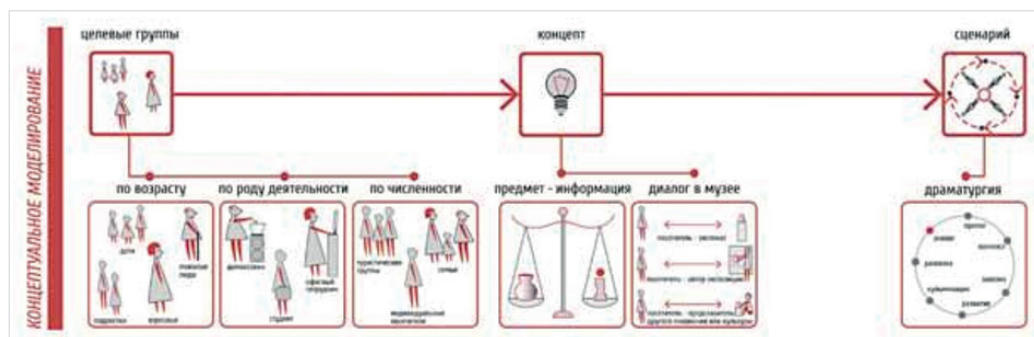 КОНЦЕПТУАЛЬНОЕ МОДЕЛИРОВАНИЕ
целевые группы
концепт
сценарий
по возрасту
по роду деятельности
по численности
предмет - информация
диалог в музее
драматургия
дети
пожилые люди
подростки
взрослые
домохозяйки
офисный сотрудник
студент
туристические группы
семьи
индивидуальные посетители
посетитель - экспонат
посетитель - автор экспозиции
посетитель - представитель
другого поколения или культуры
пролог
завязка
развитие
кульминация
развязка